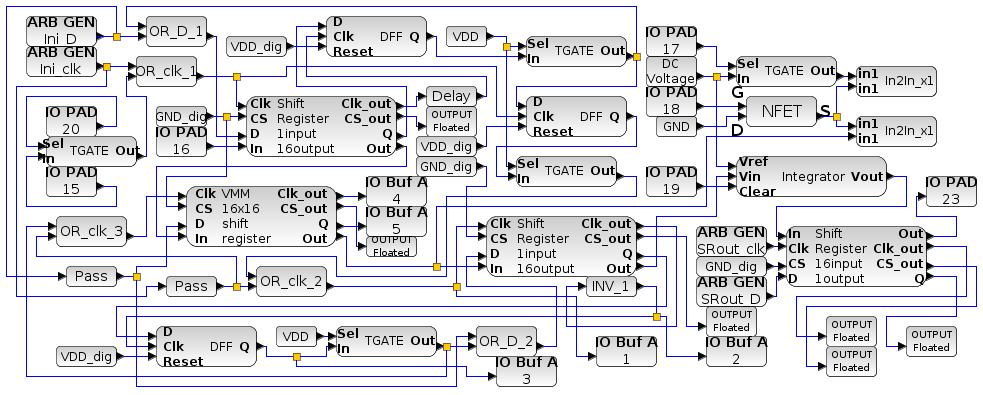 ARB GEN
Ini D
ARB GEN
Ini clk
OR_D_1
OR_clk_1
VDD_dig
D
Clk DFF Q
Reset
VDD
Sel TGATE Out
In
IO PAD
17
DC
Voltage
IO PAD
18
GND
Sel TGATE Out
In
G
NFET S
D
in1 In2In_x1
in1
in1 In2In_x1
in1
IO PAD
20
Sel TGATE Out
In
IO PAD
15
GND_dig
IO PAD
16
Clk Shift Clk_out
CS Register CS_out
D 1input Q
In 16output Out
Delay
OUTPUT
Floated
VDD_dig
GND_dig
D
Clk DFF Q
Reset
Sel TGATE Out
In
IO PAD
19
Vref
Vin Integrator Vout
Clear
IO PAD
23
OR_clk_3
Clk VMM Clk_out
CS 16x16 CS_out
D shift Q
In register Out
IO Buf A
4
IO Buf A
5
OUTPUT
Floated
Clk Shift Clk_out
CS Register CS_out
D 1input Q
In 16output Out
ARB GEN
SRout clk
GND_dig
ARB GEN
SRout D
In Shift Out
Clk Register Clk_out
CS 16input CS_out
D 1output Q
Pass
Pass
OR_clk_2
INV_1
OUTPUT
Floated
OUTPUT
Floated
OUTPUT
Floated
OUTPUT
Floated
VDD_dig
D
Clk DFF Q
Reset
VDD
Sel TGATE Out
In
OR_D_2
IO Buf A
3
IO Buf A
1
IO Buf A
2